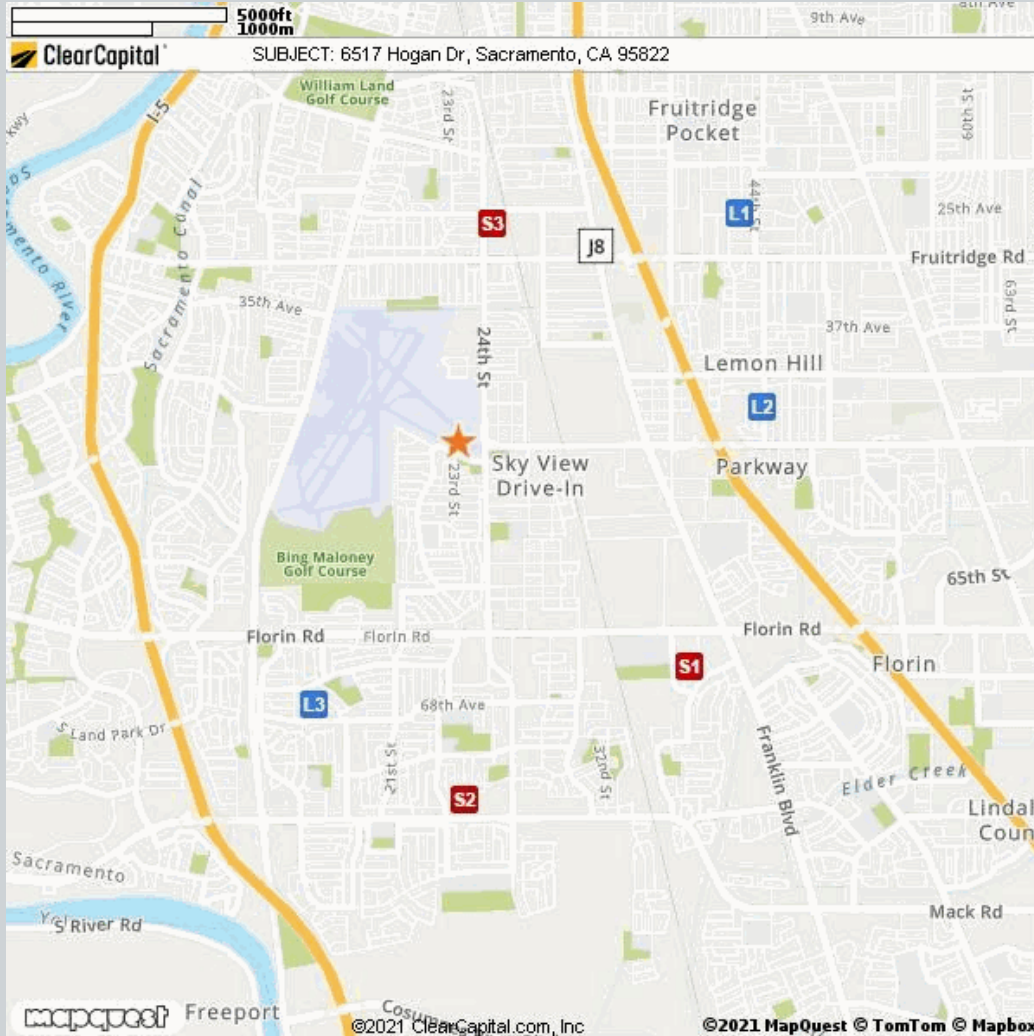 5000ft
1000m
9th Ave
ClearCapital
SUBJECT: 6517 Hogan Dr, Sacramento, CA 95822
William Land
Golf Course
23rd St
I-5
Fruitridge
Pocket
60th St
Sacramento Canal
S3
44th St
L1
25th Ave
J8
Fruitridge Rd
35th Ave
63rd St
37th Ave
24th St
Lemon Hill
L2
Sky View
Drive-In
23rd St
Parkway
Bing Maloney
Golf Course
65th St
Florin Rd
Florin Rd
Florin Rd
S1
Florin
L3
68th Ave
S Land Park Dr
21st St
32nd St
Franklin Blvd
Elder Creek
S2
Sacramento
S River Rd
Mack Rd
mapquest
Freeport
©2021 ClearCapital.com, Inc
©2021 MapQuest © TomTom © Mapbox